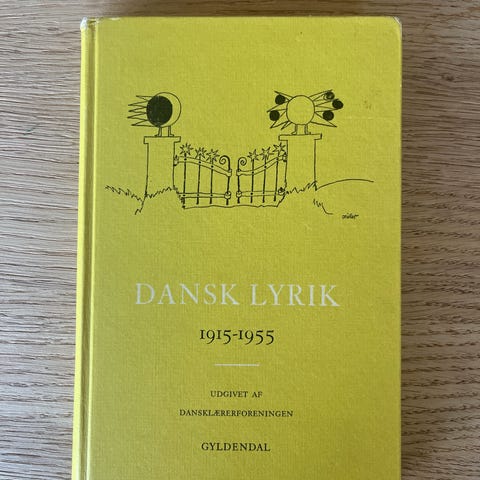 DANSK LYRIK
1915-1955
UDGIVET AF
DANSKLÆRERFORENINGEN
GYLDENDAL